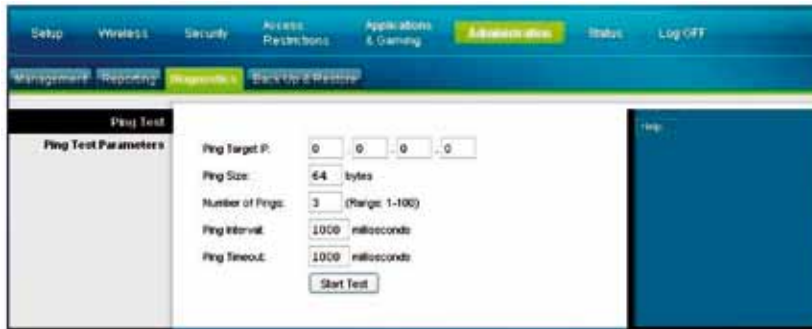 Setup Wireless Security Access Restrictions Applications & Gaming Administration Status Log OFF
Management Reporting Diagnostics Back Up & Restore
Ping Test
Help
Ping Test Parameters
Ping Target IP: 0 . 0 . 0 . 0
Ping Size: 64 bytes
Number of Pings: 3 (Range: 1-100)
Ping Interval: 1000 milliseconds
Ping Timeout: 1000 milliseconds
Start Test